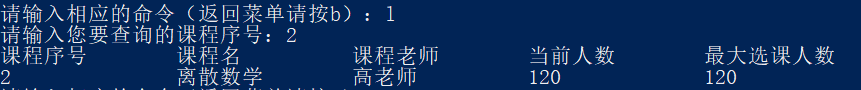 请输入相应的命令（返回菜单请按b）：1
请输入您要查询的课程序号：2
课程序号 课程名 课程老师 当前人数 最大选课人数
2 离散数学 高老师 120 120